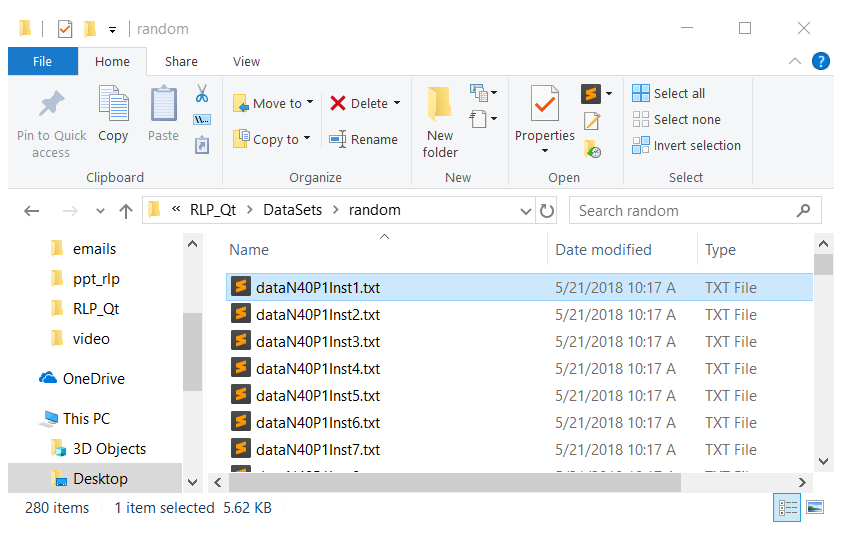 random
File Home Share View
Pin to Quick access
Copy
Paste
Move to
Copy to
Delete
Rename
New folder
Properties
Select all
Select none
Invert selection
Clipboard Organize New Open Select
« RLP_Qt > DataSets > random
Search random
emails
ppt_rlp
RLP_Qt
video
OneDrive
This PC
3D Objects
Desktop
Name Date modified Type
dataN40P1Inst1.txt 5/21/2018 10:17 A TXT File
dataN40P1Inst2.txt 5/21/2018 10:17 A TXT File
dataN40P1Inst3.txt 5/21/2018 10:17 A TXT File
dataN40P1Inst4.txt 5/21/2018 10:17 A TXT File
dataN40P1Inst5.txt 5/21/2018 10:17 A TXT File
dataN40P1Inst6.txt 5/21/2018 10:17 A TXT File
dataN40P1Inst7.txt 5/21/2018 10:17 A TXT File
280 items 1 item selected 5.62 KB